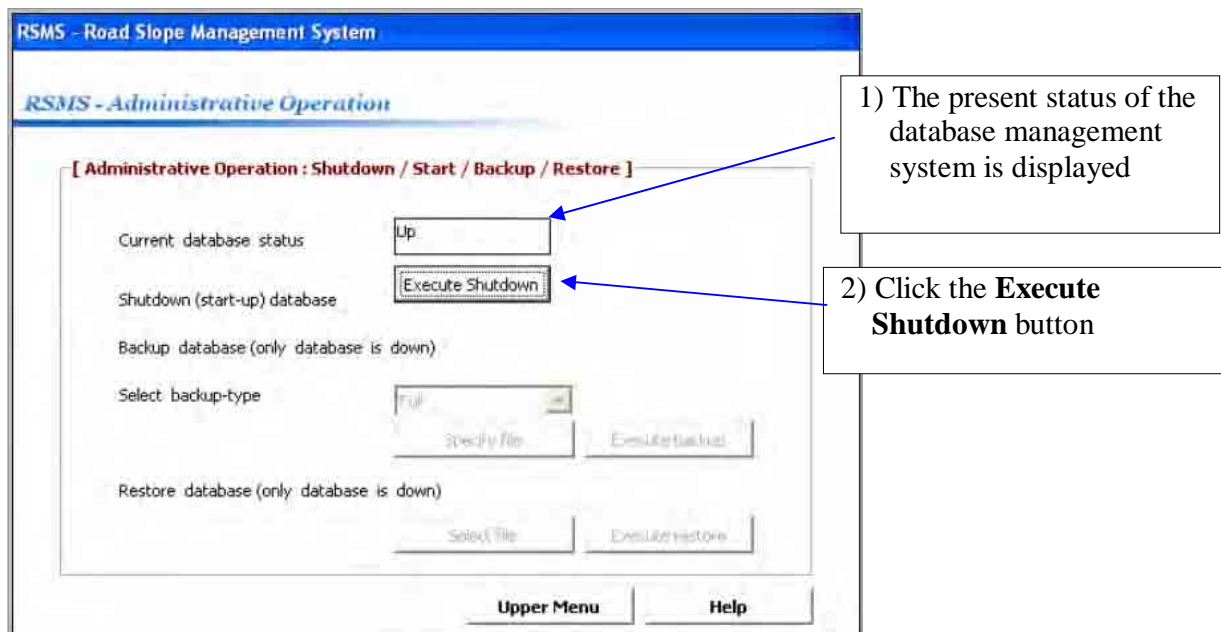 RSMS - Road Slope Management System
RSMS - Administrative Operation
[ Administrative Operation : Shutdown / Start / Backup / Restore ]
Current database status
Up
Shutdown (start-up) database
Execute Shutdown
Backup database (only database is down)
Select backup-type
Full
Specify file
Execute backup
Restore database (only database is down)
Select file
Execute restore
Upper Menu
Help
1) The present status of the
database management
system is displayed
2) Click the Execute
Shutdown button